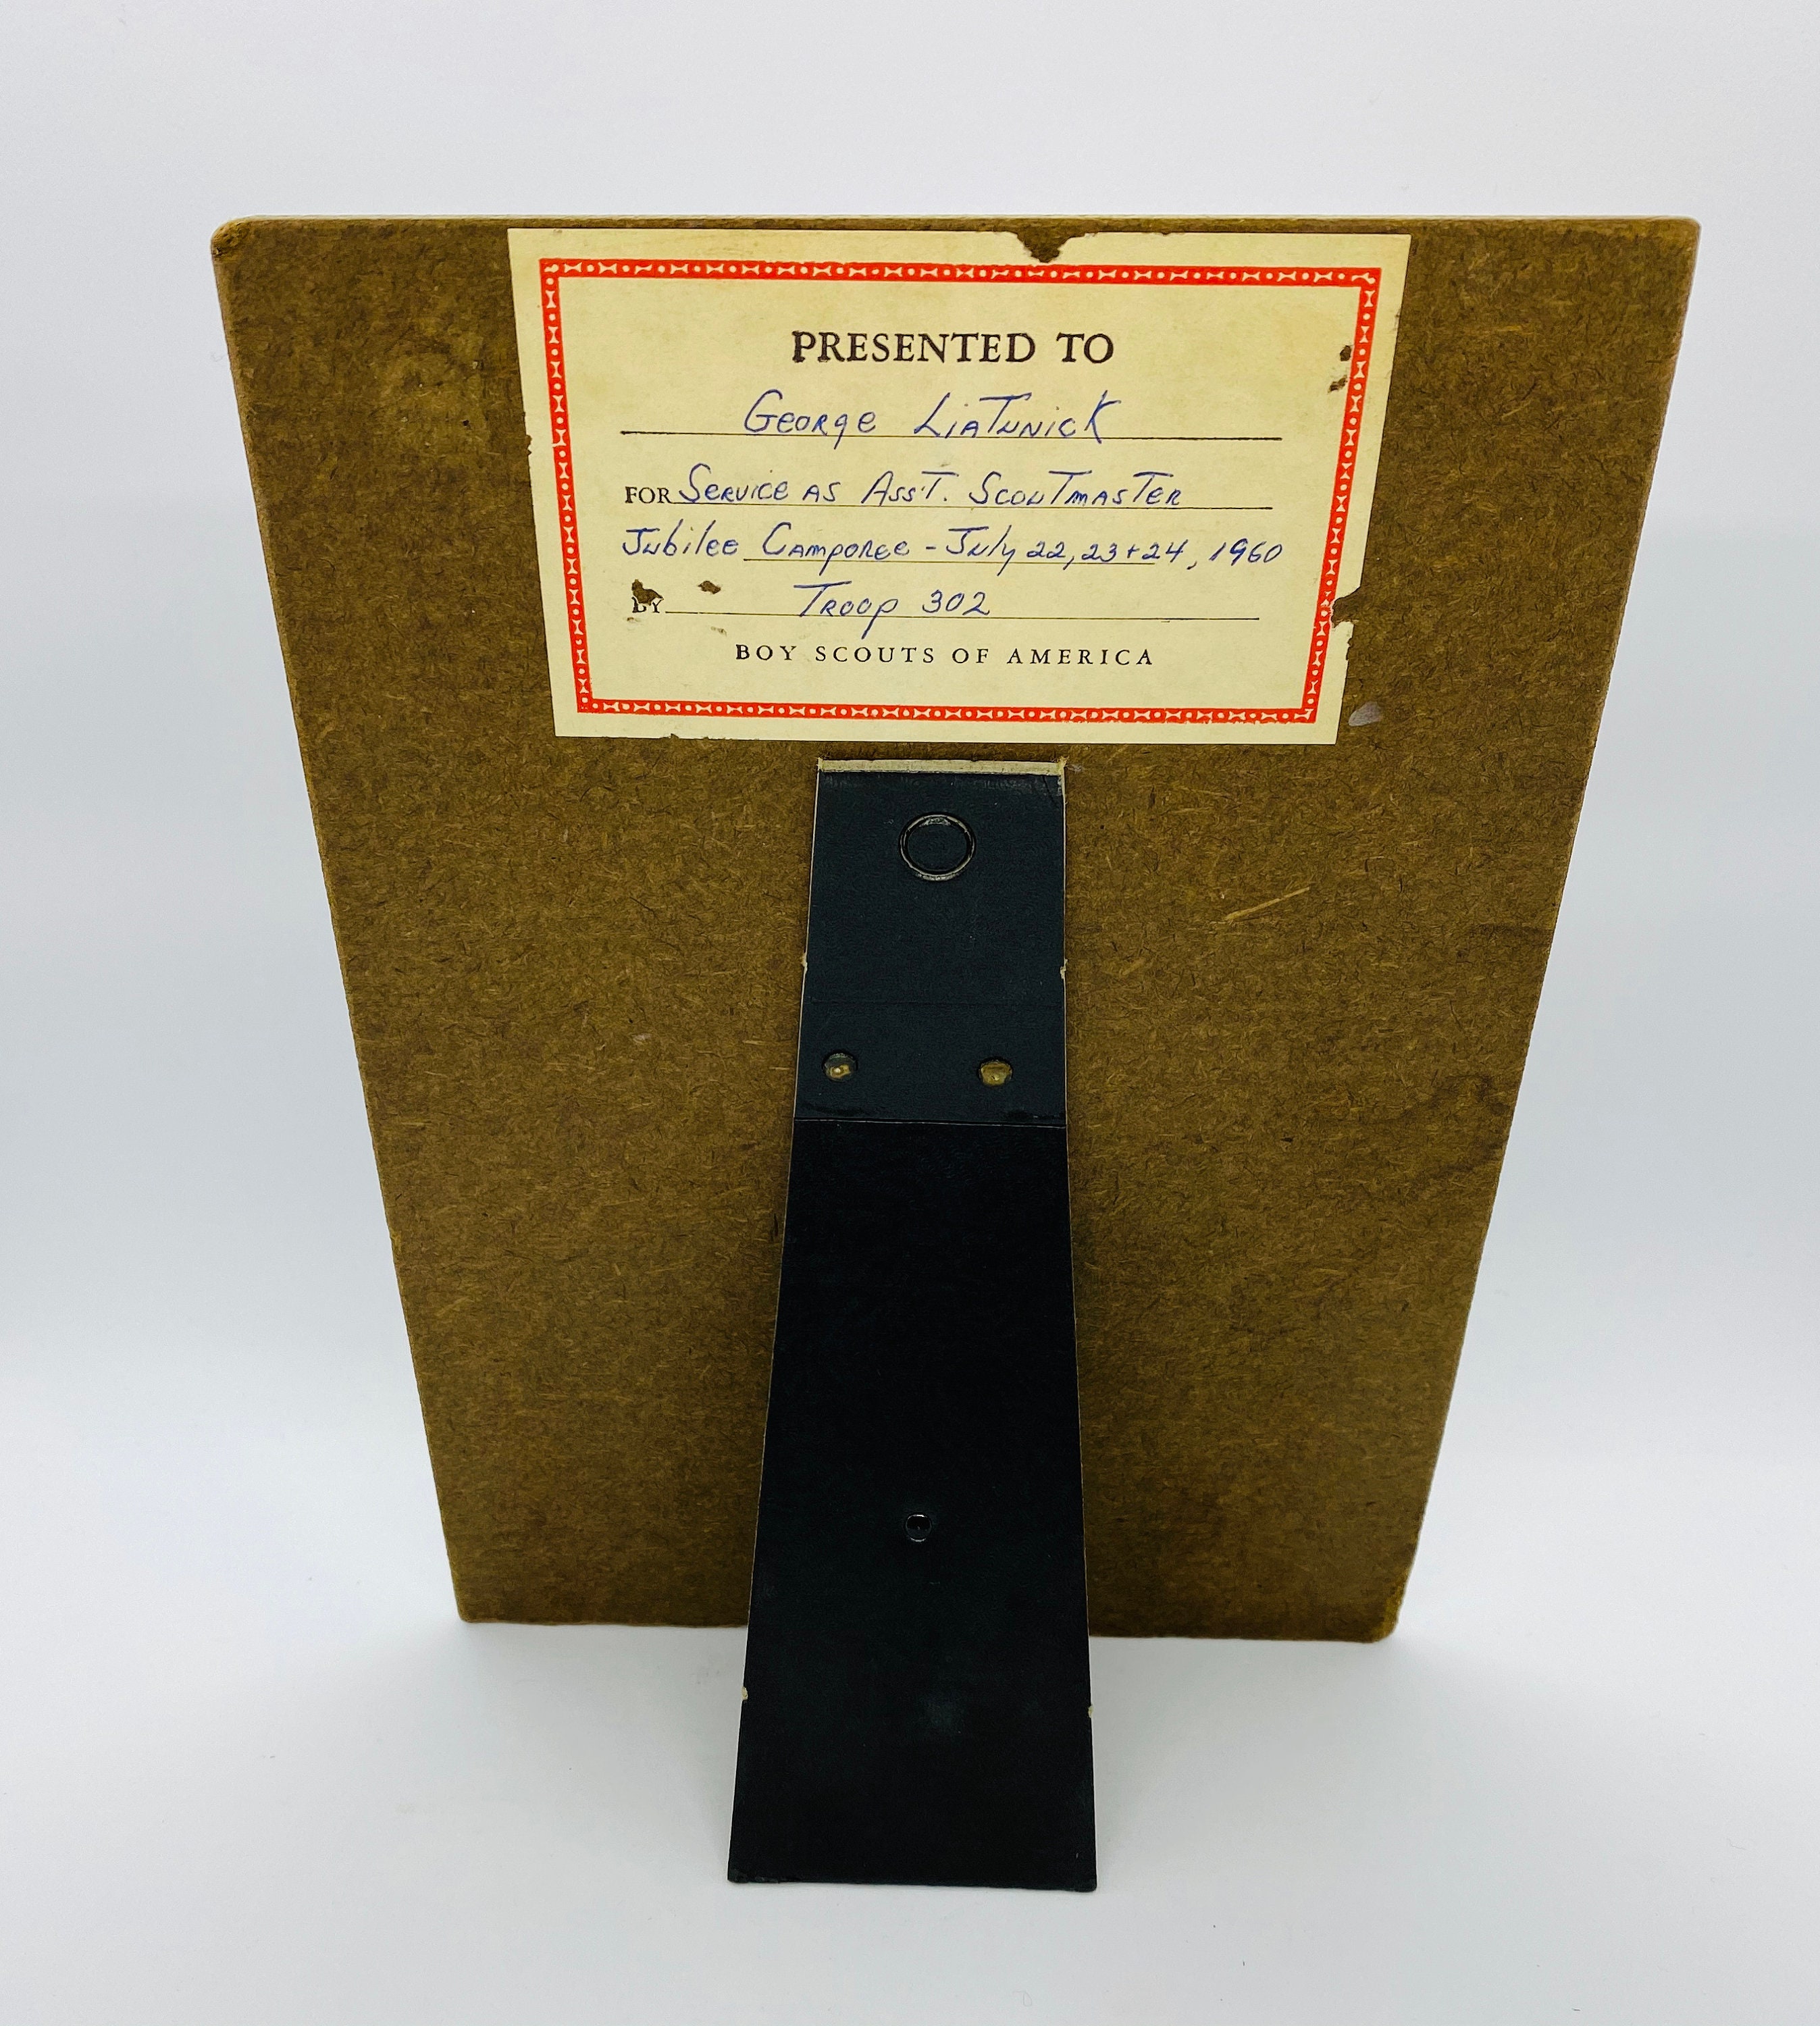 PRESENTED TO
George Liatunick
FOR Service as Ass't. Scoutmaster
Jubilee Camporee - July 22, 23 + 24, 1960
BY Troop 302
BOY SCOUTS OF AMERICA